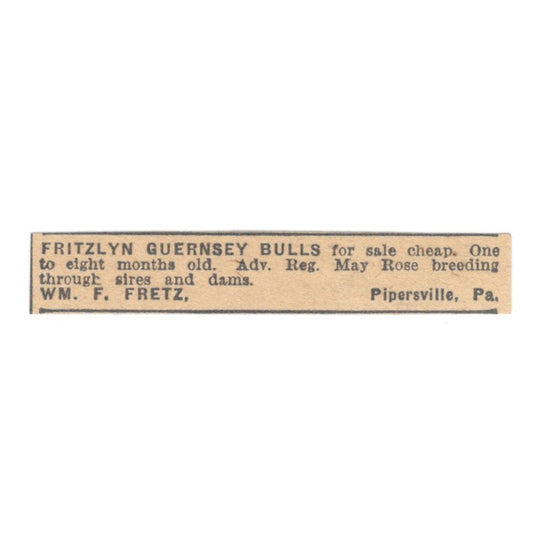 FRITZLYN GUERNSEY BULLS for sale cheap. One
to eight months old. Adv. Reg. May Rose breeding
through sires and dams.
WM. F. FRETZ, Pipersville, Pa.